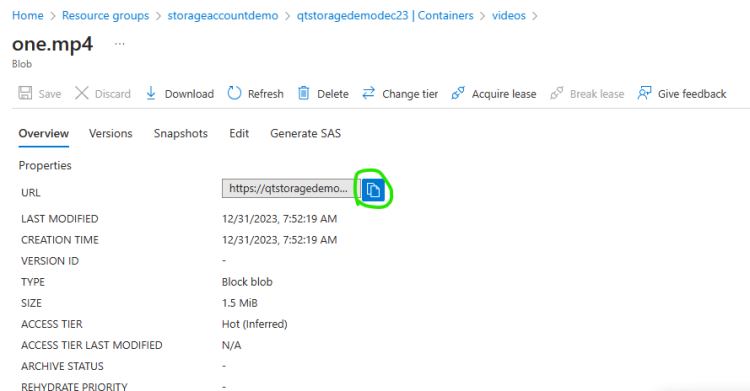 Home > Resource groups > storageaccountdemo > qtstoragedemodec23 | Containers > videos >
one.mp4 ...
Blob
Save Discard Download Refresh Delete Change tier Acquire lease Break lease Give feedback
Overview Versions Snapshots Edit Generate SAS
Properties
URL https://qtstoragedemo...
LAST MODIFIED 12/31/2023, 7:52:19 AM
CREATION TIME 12/31/2023, 7:52:19 AM
VERSION ID -
TYPE Block blob
SIZE 1.5 MiB
ACCESS TIER Hot (Inferred)
ACCESS TIER LAST MODIFIED N/A
ARCHIVE STATUS -
REHYDRATE PRIORITY -